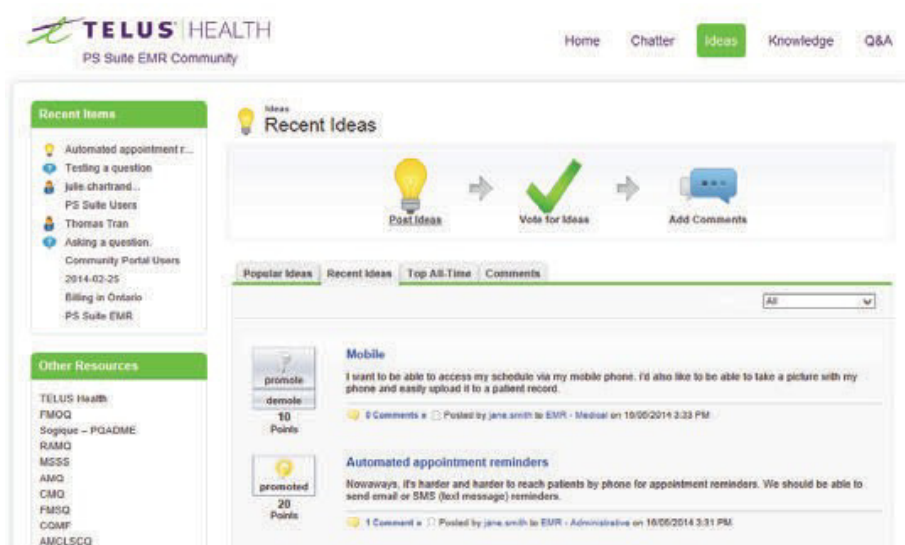 TELUS HEALTH
PS Suite EMR Community
Home Chatter Ideas Knowledge Q&A
Recent Items
Automated appointment r...
Testing a question
julie.chartrand...
PS Suite Users
Thomas Tran
Asking a question.
Community Portal Users
2014-02-25
Billing in Ontario
PS Suite EMR
Other Resources
TELUS Health
FMOQ
Sogique – PQADME
RAMQ
MSSS
AMQ
CMQ
FMSQ
CQMF
AMCLSCQ
Ideas
Recent Ideas
Post Ideas Vote for Ideas Add Comments
Popular Ideas Recent Ideas Top All-Time Comments
All
promote
demote
10
Points
Mobile
I want to be able to access my schedule via my mobile phone. I'd also like to be able to take a picture with my
phone and easily upload it to a patient record.
0 Comments » Posted by jane.smith to EMR - Medical on 16/05/2014 3:33 PM
promoted
20
Points
Automated appointment reminders
Nowaways, it's harder and harder to reach patients by phone for appointment reminders. We should be able to
send email or SMS (text message) reminders.
1 Comment » Posted by jane.smith to EMR - Administrative on 16/05/2014 3:31 PM